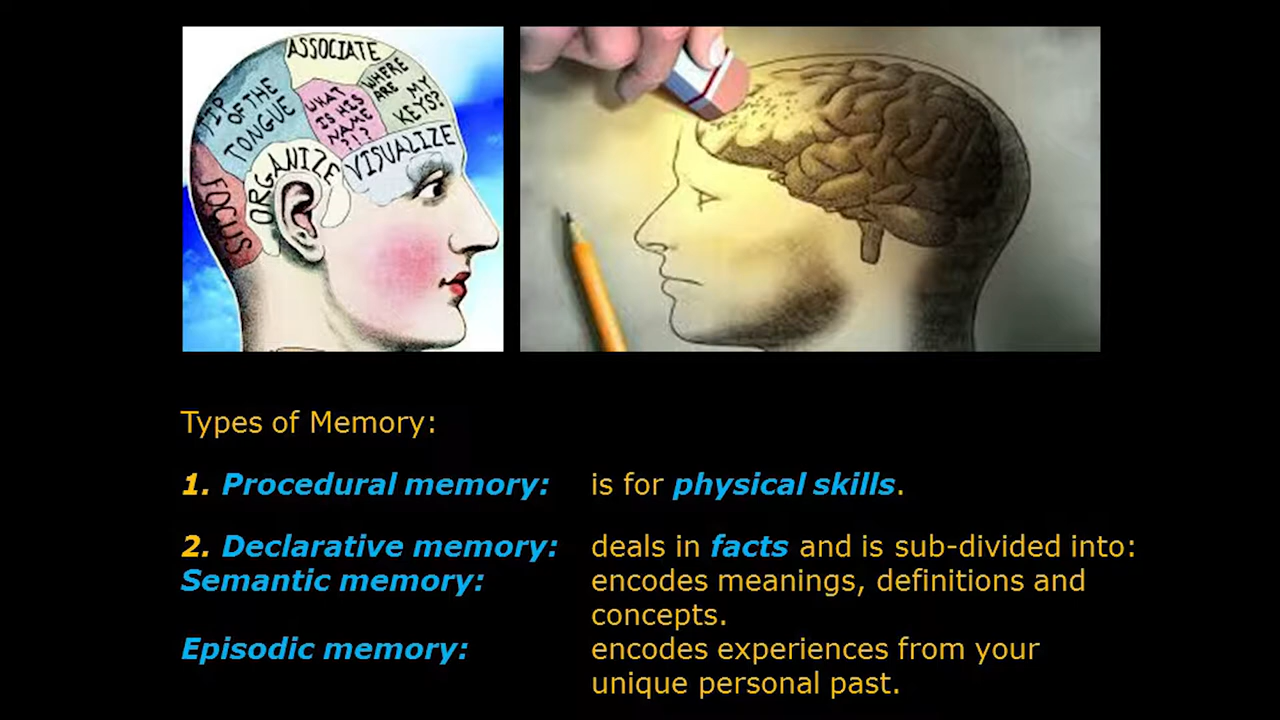 ASSOCIATE
WHERE
ARE
MY
KEYS?
TIP
OF THE
TONGUE
WHAT
IS HIS
NAME
?!?
VISUALIZE
ORGANIZE
FOCUS
Types of Memory:
1. Procedural memory: is for physical skills.
2. Declarative memory: deals in facts and is sub-divided into:
Semantic memory: encodes meanings, definitions and
concepts.
Episodic memory: encodes experiences from your
unique personal past.